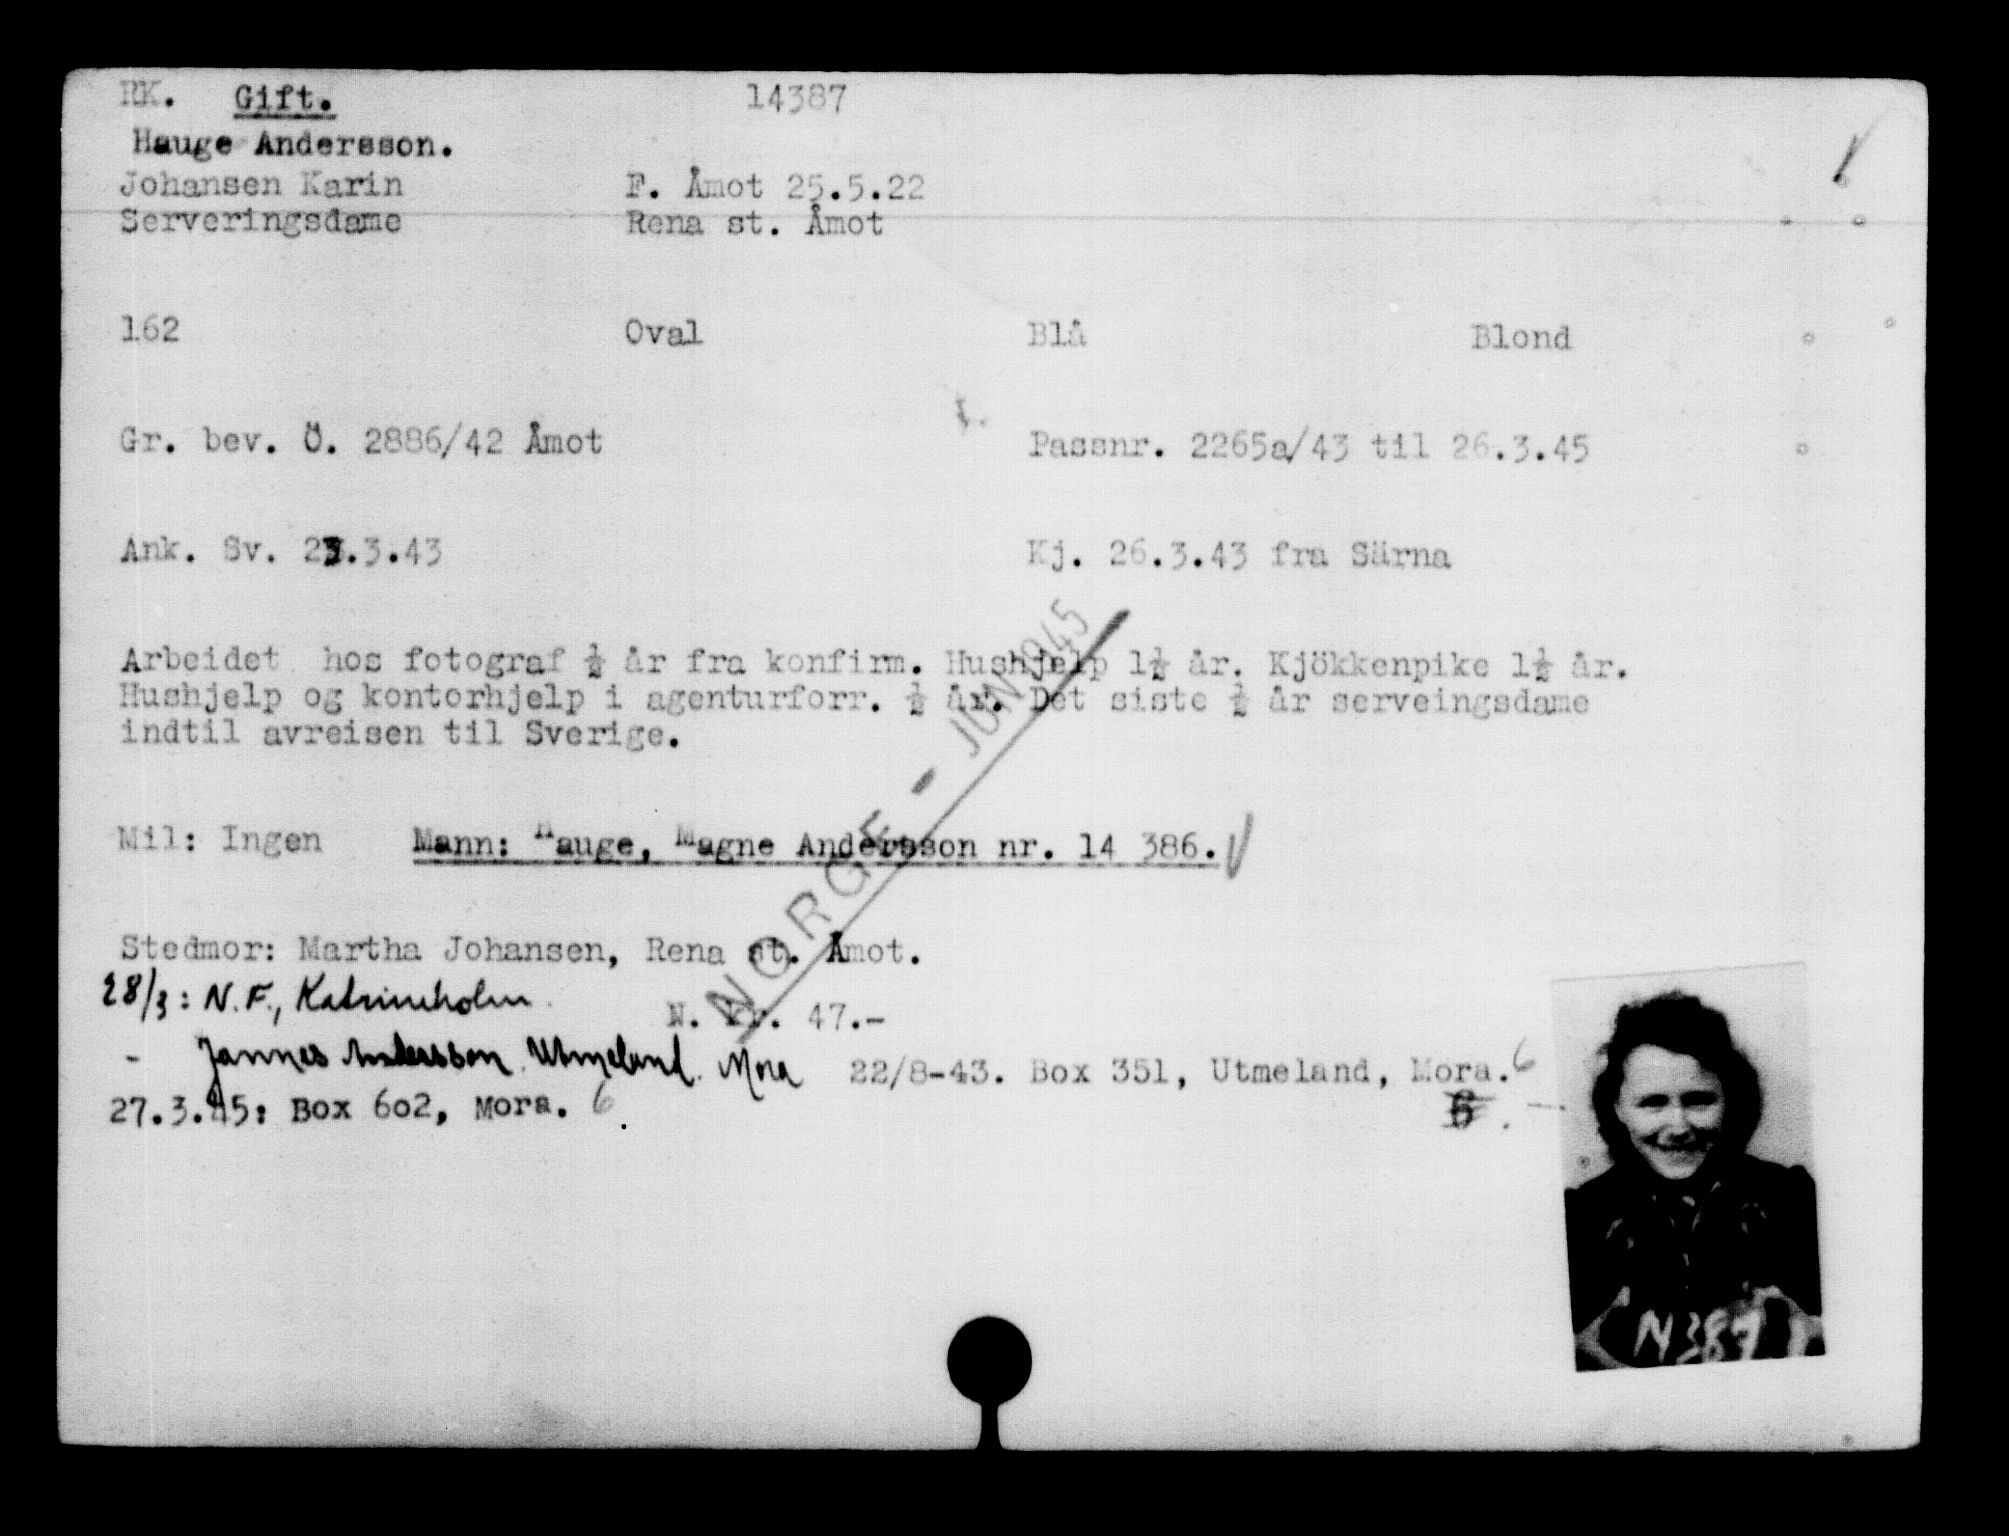 RK. Gift. 14387
Hauge Andersson.
Johansen Karin F. Åmot 25.5.22
Serveringsdame Rena st. Åmot
162 Oval Blå Blond
Gr. bev. Ö. 2886/42 Åmot Passnr. 2265a/43 til 26.3.45
Ank. Sv. 23.3.43 Kj. 26.3.43 fra Särna
Arbeidet hos fotograf ½ år fra konfirm. Hushjelp 1½ år. Kjökkenpike 1½ år.
Hushjelp og kontorhjelp i agenturforr. ½ år. Det siste ½ år serveingsdame
indtil avreisen til Sverige.
NORGE - JUNI 1945
Mil: Ingen Mann: Hauge, Magne Andersson nr. 14 386.
Stedmor: Martha Johansen, Rena st. Åmot.
28/3: N.F., Katrineholm N. kr. 47.-
- Jannes Andersson. Utmeland. Mora 22/8-43. Box 351, Utmeland, Mora. 6
27.3.45: Box 602, Mora. 6
N387